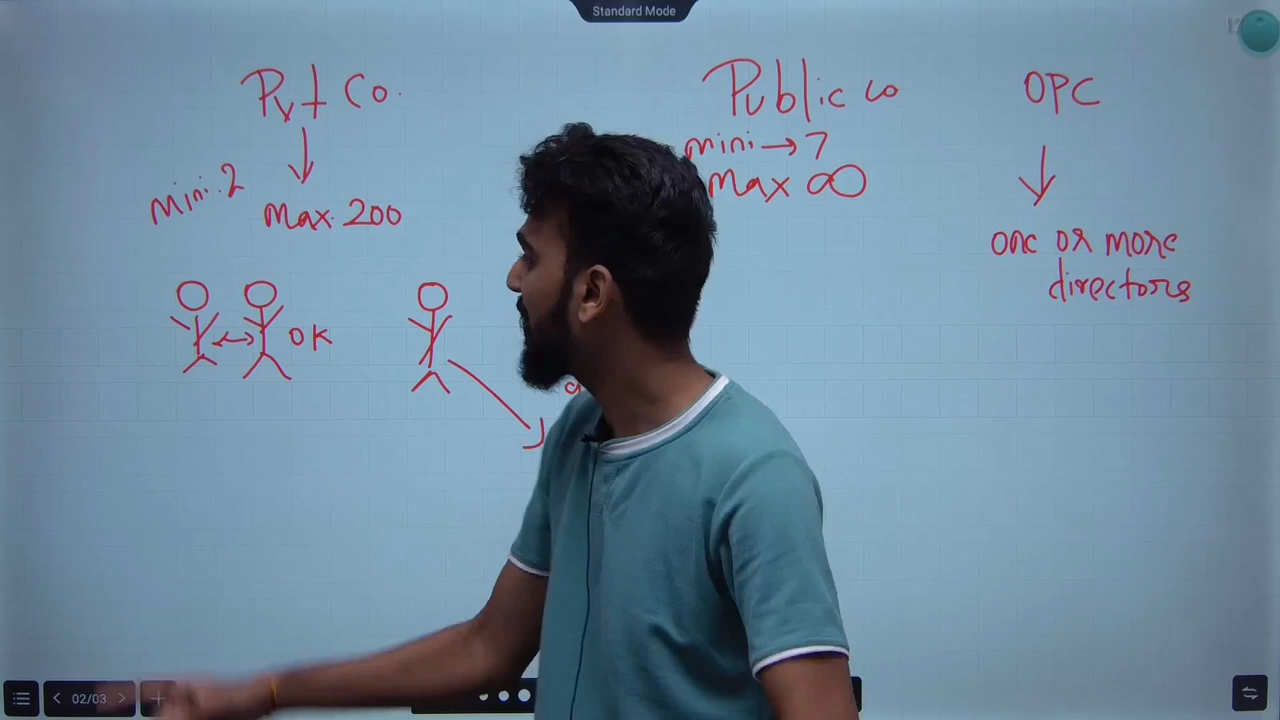 Standard Mode
Pvt Co.
mini. 2
max. 200
OK
Public co
mini → 7
max ∞
OPC
one or more
directors
02/03